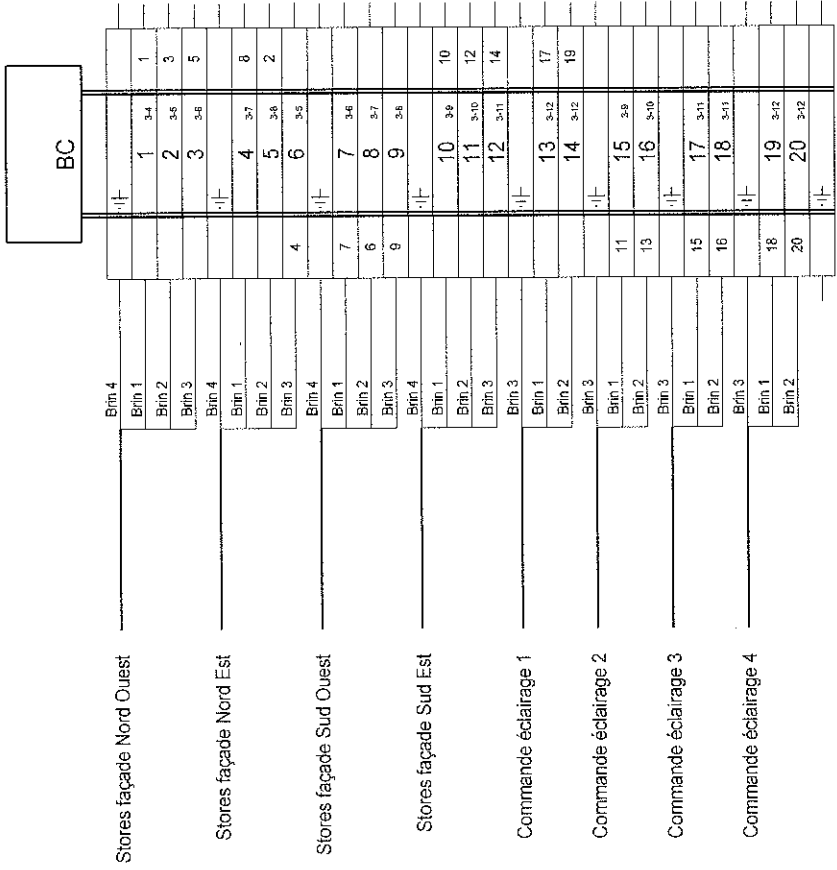 BC
Brin 4
Brin 1 1 3-4 1
Brin 2 2 3-5 3
Brin 3 3 3-6 5
Stores façade Nord Ouest
Brin 4
Brin 1 4 3-7 8
Brin 2 5 3-8 2
Brin 3 4 6 3-5
Stores façade Nord Est
Brin 4
Brin 1 7 7 3-6
Brin 2 6 8 3-7
Brin 3 9 9 3-8
Stores façade Sud Ouest
Brin 4
Brin 1 10 3-9 10
Brin 2 11 3-10 12
Brin 3 12 3-11 14
Stores façade Sud Est
Brin 3
Brin 1 13 3-12 17
Brin 2 14 3-12 19
Commande éclairage 1
Brin 3
Brin 1 11 15 3-9
Brin 2 13 16 3-10
Commande éclairage 2
Brin 3
Brin 1 15 17 3-11
Brin 2 16 18 3-11
Commande éclairage 3
Brin 3
Brin 1 18 19 3-12
Brin 2 20 20 3-12
Commande éclairage 4